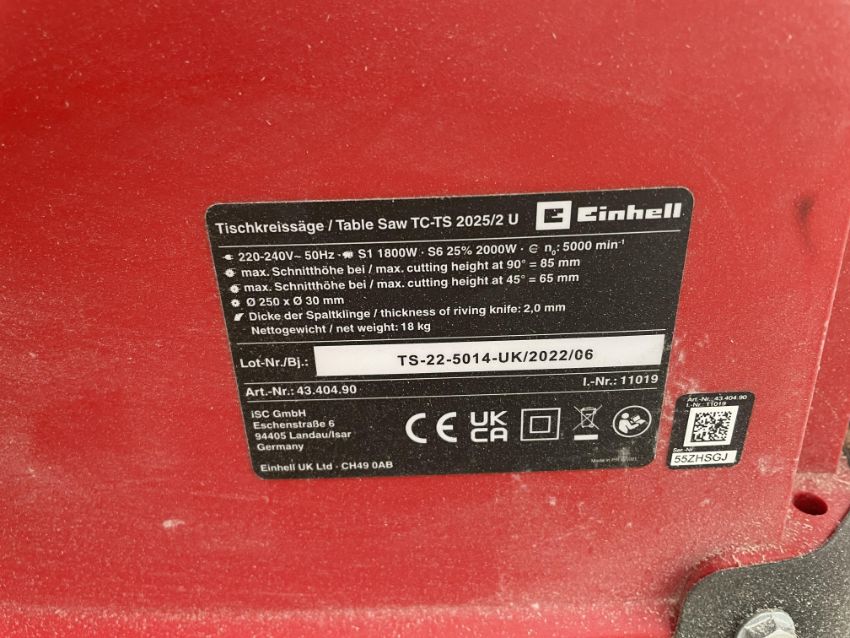 Tischkreissäge / Table Saw TC-TS 2025/2 U
Einhell
220-240V~ 50Hz · S1 1800W · S6 25% 2000W · n₀: 5000 min⁻¹
max. Schnitthöhe bei / max. cutting height at 90° = 85 mm
max. Schnitthöhe bei / max. cutting height at 45° = 65 mm
Ø 250 x Ø 30 mm
Dicke der Spaltklinge / thickness of riving knife: 2,0 mm
Nettogewicht / net weight: 18 kg
Lot-Nr./Bj.: TS-22-5014-UK/2022/06
Art.-Nr.: 43.404.90 I.-Nr.: 11019
iSC GmbH
Eschenstraße 6
94405 Landau/Isar
Germany
Einhell UK Ltd · CH49 0AB
CE
UK
CA
Art.-Nr.: 43.404.90
I.-Nr.: 11019
Ser.-Nr.
55ZHSGJ